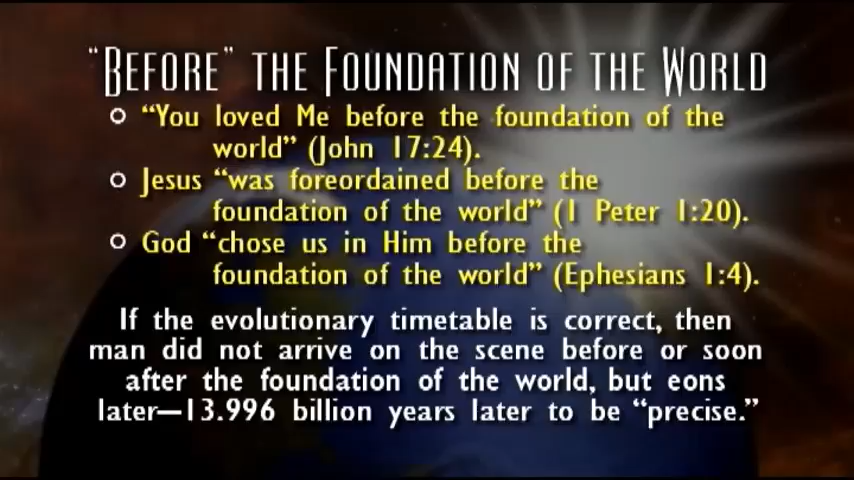 "Before" the Foundation of the World
"You loved Me before the foundation of the
world" (John 17:24).
Jesus "was foreordained before the
foundation of the world" (1 Peter 1:20).
God "chose us in Him before the
foundation of the world" (Ephesians 1:4).
If the evolutionary timetable is correct, then
man did not arrive on the scene before or soon
after the foundation of the world, but eons
later—13.996 billion years later to be "precise."